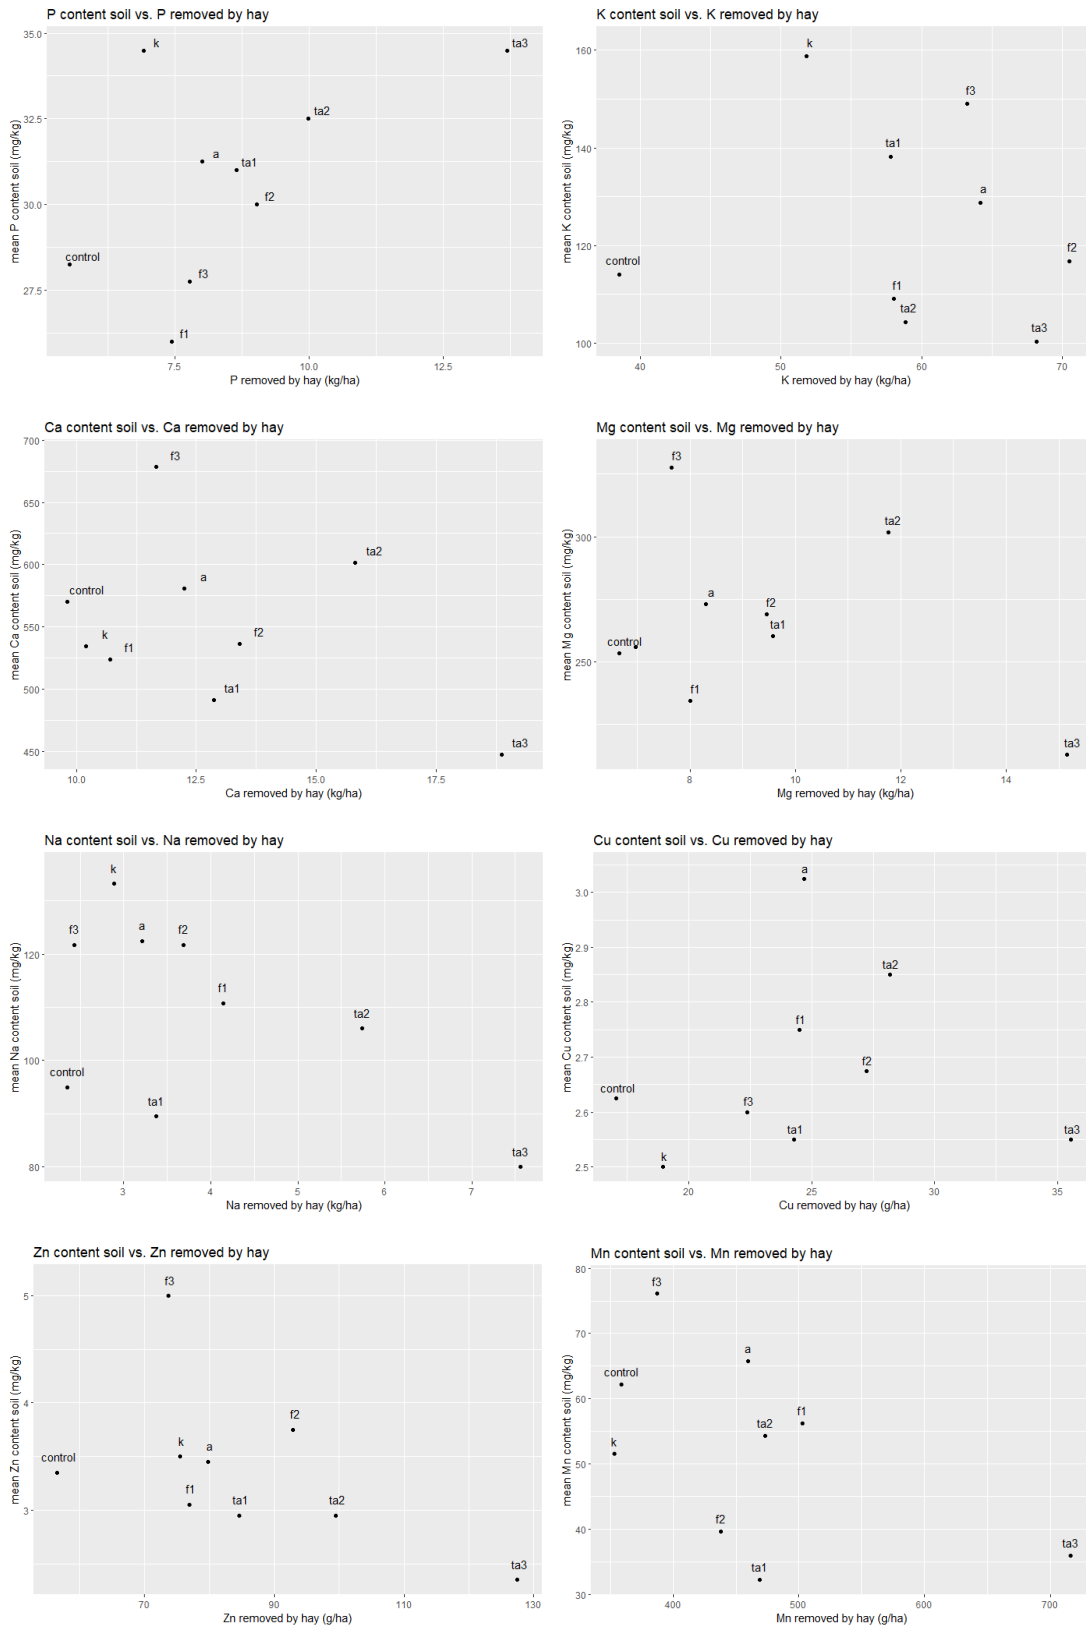 P content soil vs. P removed by hay
mean P content soil (mg/kg)
35.0
32.5
30.0
27.5
k
ta3
ta2
a
ta1
f2
control
f3
f1
7.5
10.0
12.5
P removed by hay (kg/ha)
K content soil vs. K removed by hay
mean K content soil (mg/kg)
160
140
120
100
k
f3
ta1
a
control
f2
f1
ta2
ta3
40
50
60
70
K removed by hay (kg/ha)
Ca content soil vs. Ca removed by hay
mean Ca content soil (mg/kg)
700
650
600
550
500
450
f3
ta2
a
control
k
f1
f2
ta1
ta3
10.0
12.5
15.0
17.5
Ca removed by hay (kg/ha)
Mg content soil vs. Mg removed by hay
mean Mg content soil (mg/kg)
300
250
f3
ta2
a
f2
ta1
control
f1
ta3
8
10
12
14
Mg removed by hay (kg/ha)
Na content soil vs. Na removed by hay
mean Na content soil (mg/kg)
120
100
80
k
f3
a
f2
f1
ta2
control
ta1
ta3
3
4
5
6
7
Na removed by hay (kg/ha)
Cu content soil vs. Cu removed by hay
mean Cu content soil (mg/kg)
3.0
2.9
2.8
2.7
2.6
2.5
a
ta2
f1
f2
control
f3
ta1
ta3
k
20
25
30
35
Cu removed by hay (g/ha)
Zn content soil vs. Zn removed by hay
mean Zn content soil (mg/kg)
5
4
3
f3
f2
k
a
control
f1
ta1
ta2
ta3
70
90
110
130
Zn removed by hay (g/ha)
Mn content soil vs. Mn removed by hay
mean Mn content soil (mg/kg)
80
70
60
50
40
30
f3
a
control
f1
ta2
k
f2
ta3
ta1
400
500
600
700
Mn removed by hay (g/ha)